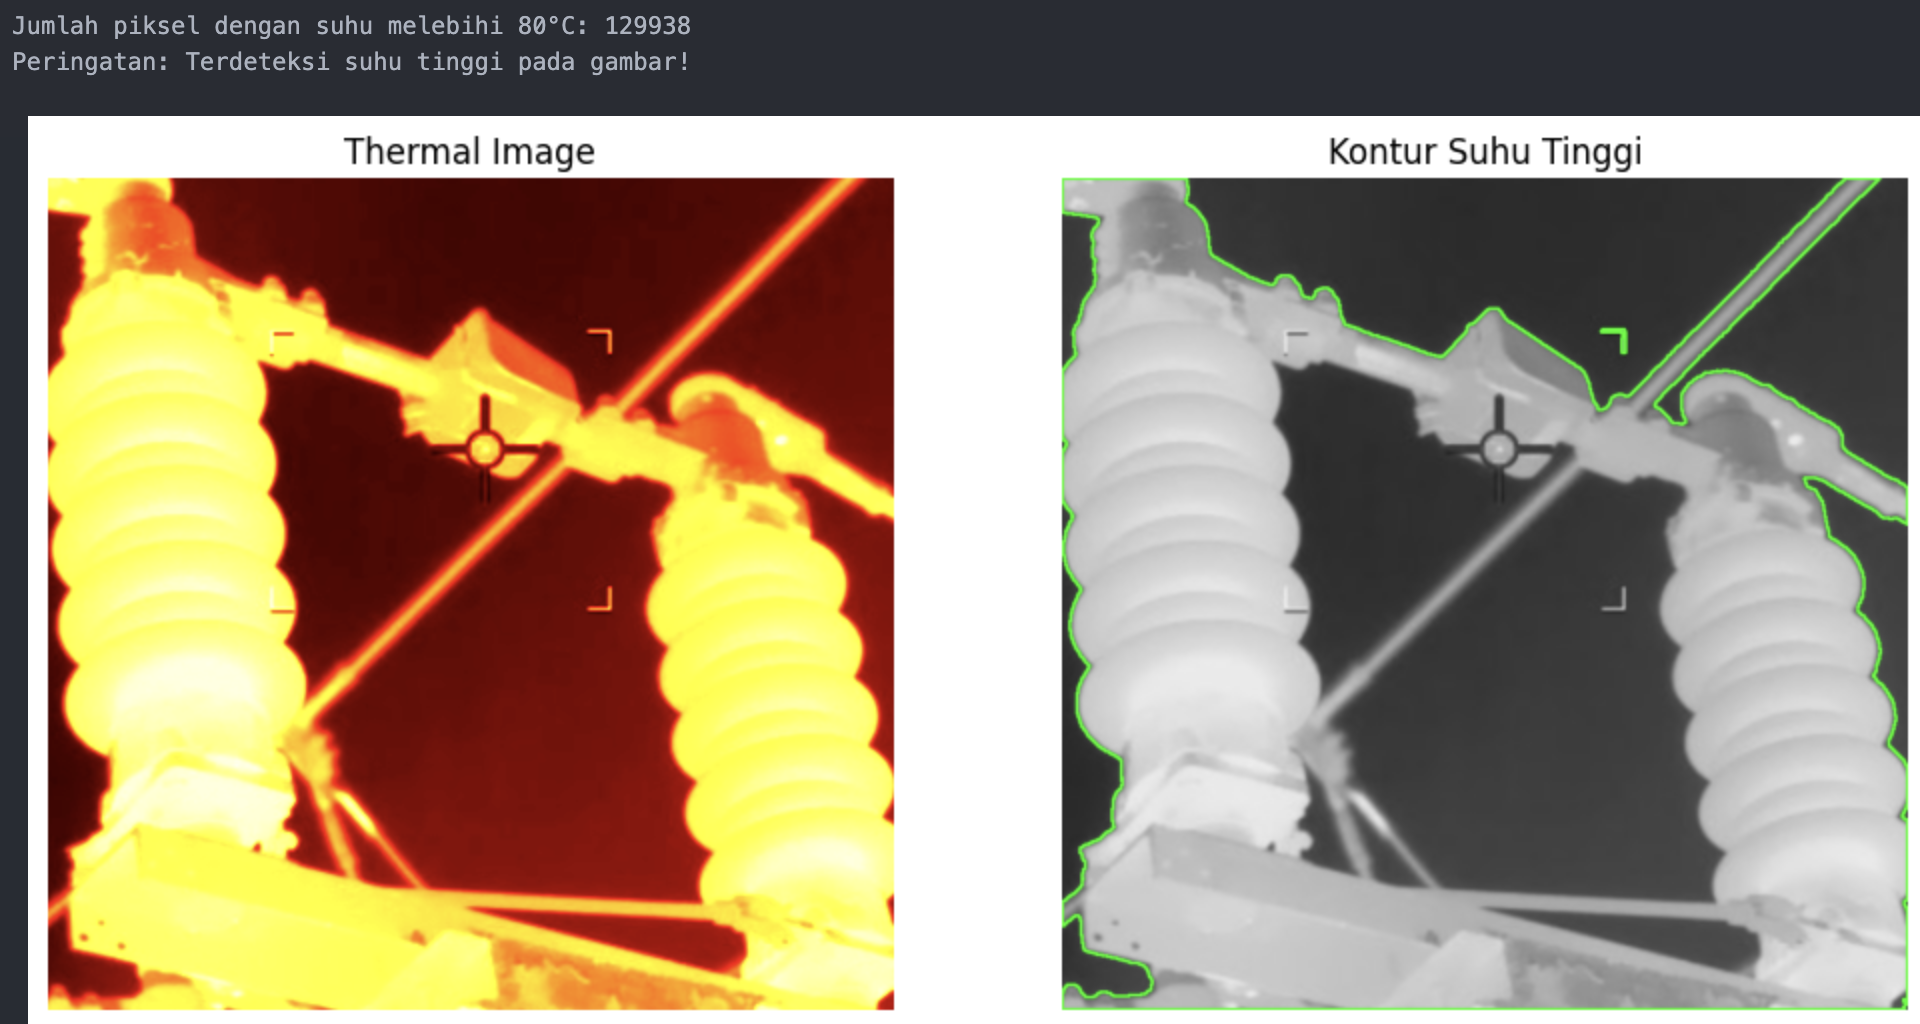 Jumlah piksel dengan suhu melebihi 80°C: 129938
Peringatan: Terdeteksi suhu tinggi pada gambar!
Thermal Image
Kontur Suhu Tinggi